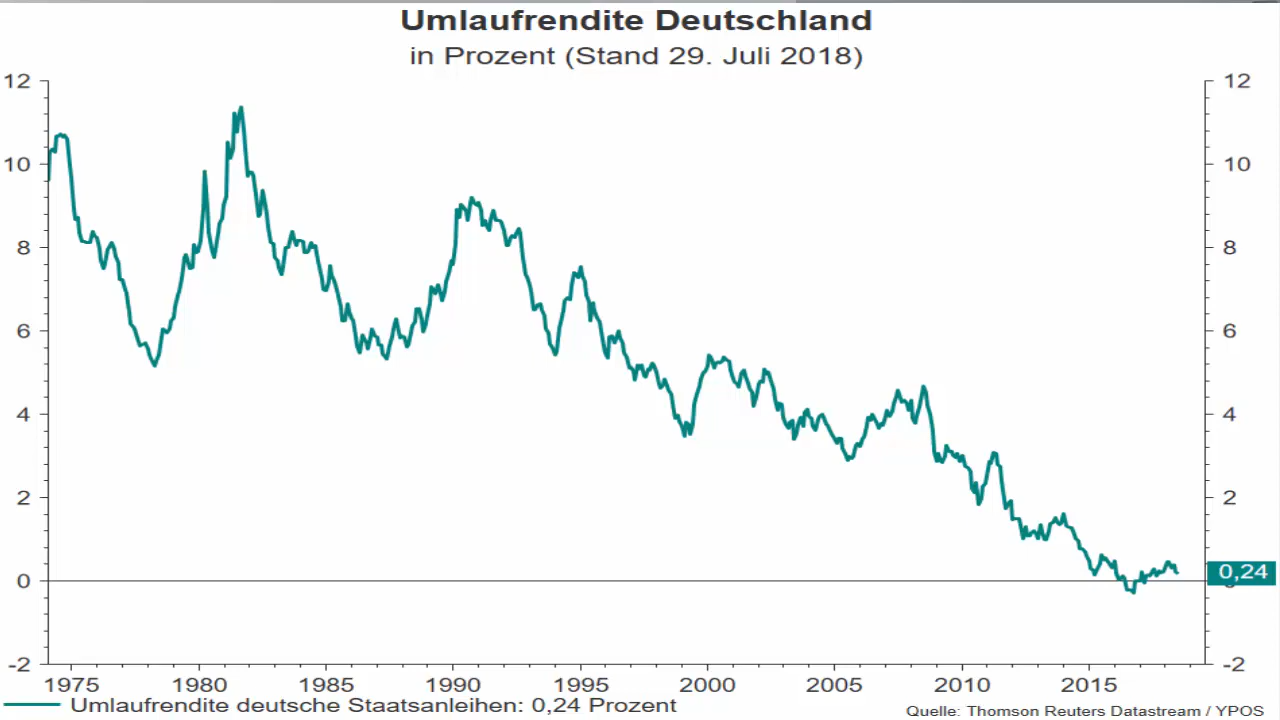 Umlaufrendite Deutschland
in Prozent (Stand 29. Juli 2018)
12 12
10 10
8 8
6 6
4 4
2 2
0,24
0 0
-2 -2
1975 1980 1985 1990 1995 2000 2005 2010 2015
Umlaufrendite deutsche Staatsanleihen: 0,24 Prozent
Quelle: Thomson Reuters Datastream / YPOS